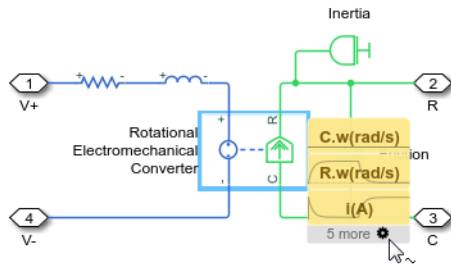 Inertia
1
+
-
+
-
2
V+
R
Rotational
Electromechanical
Converter
+
R
-
C
C.w(rad/s)
R.w(rad/s)
i(A)
5 more
4
V-
3
C